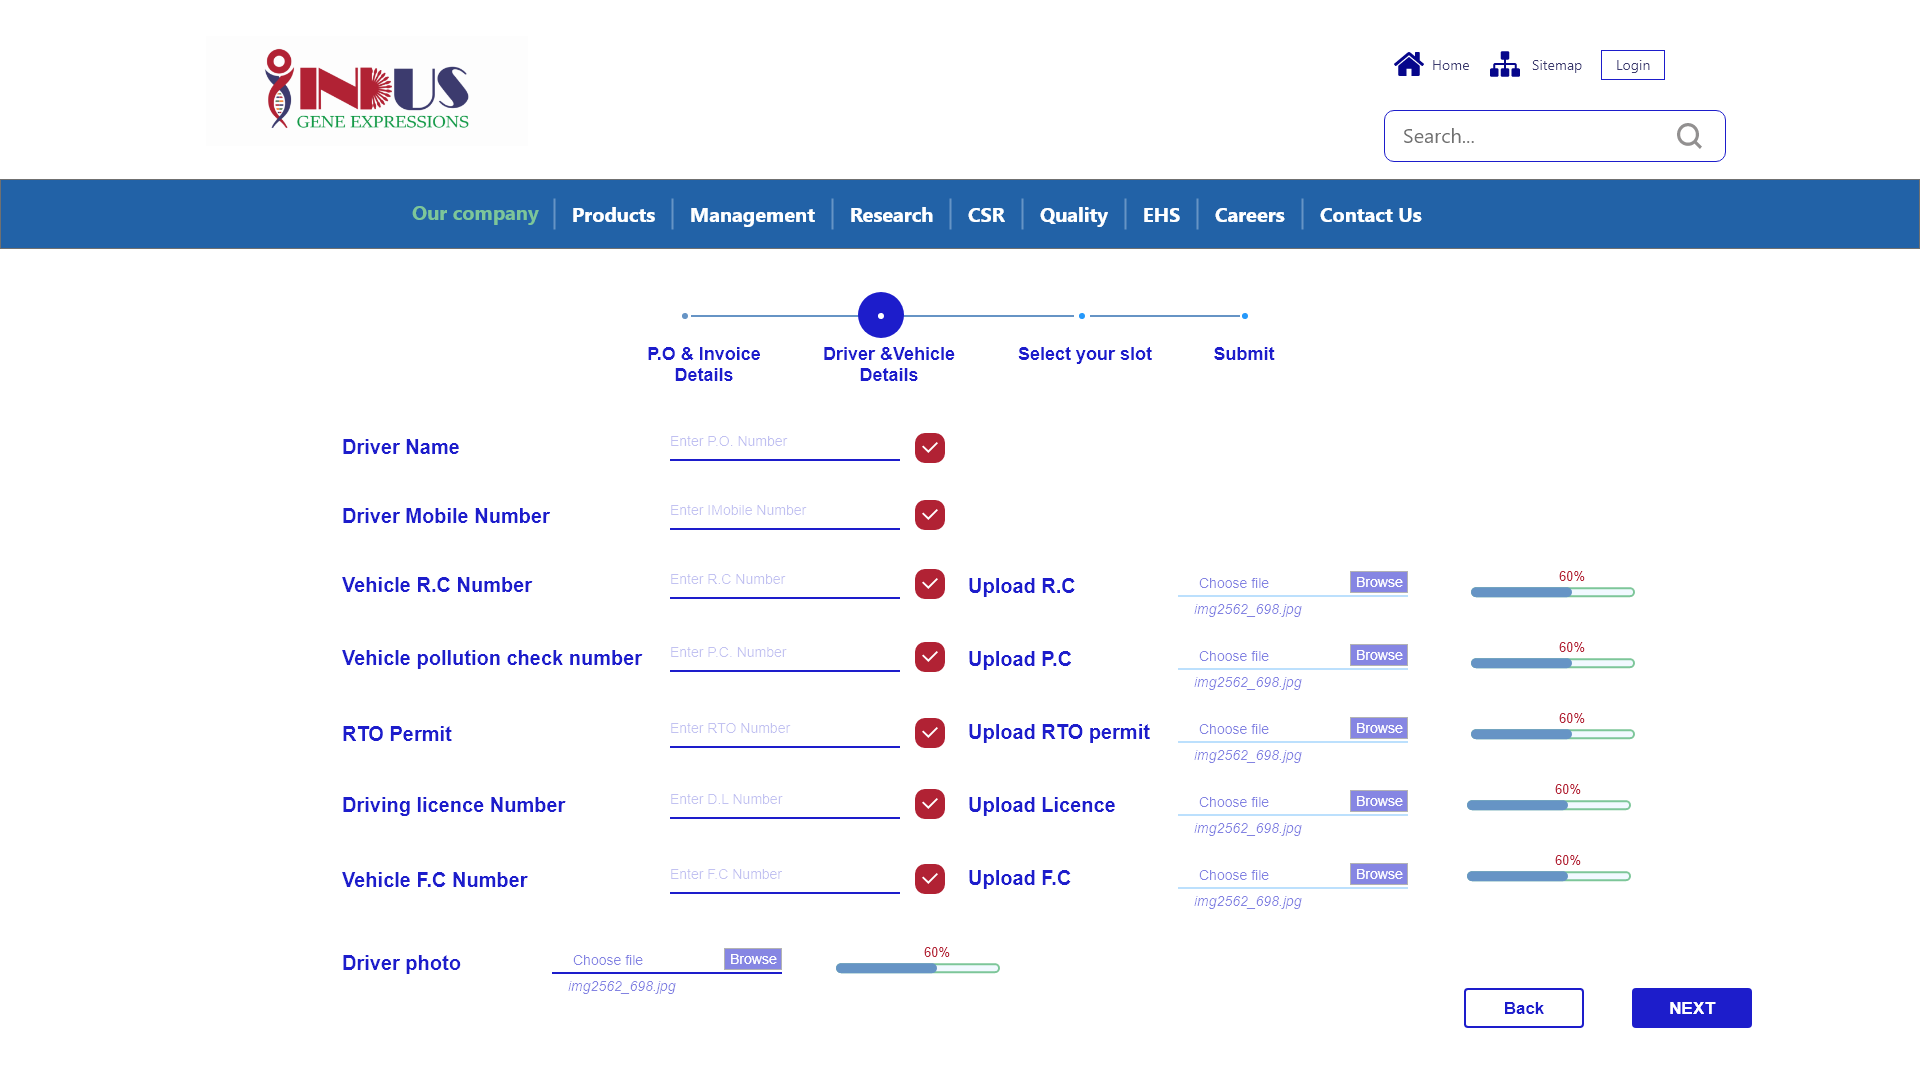 INDUS
GENE EXPRESSIONS
Home
Sitemap
Login
Search...
Our company
Products
Management
Research
CSR
Quality
EHS
Careers
Contact Us
P.O & Invoice
Details
Driver &Vehicle
Details
Select your slot
Submit
Driver Name
Enter P.O. Number
Driver Mobile Number
Enter IMobile Number
Vehicle R.C Number
Enter R.C Number
Upload R.C
Choose file
Browse
img2562_698.jpg
60%
Vehicle pollution check number
Enter P.C. Number
Upload P.C
Choose file
Browse
img2562_698.jpg
60%
RTO Permit
Enter RTO Number
Upload RTO permit
Choose file
Browse
img2562_698.jpg
60%
Driving licence Number
Enter D.L Number
Upload Licence
Choose file
Browse
img2562_698.jpg
60%
Vehicle F.C Number
Enter F.C Number
Upload F.C
Choose file
Browse
img2562_698.jpg
60%
Driver photo
Choose file
Browse
img2562_698.jpg
60%
Back
NEXT